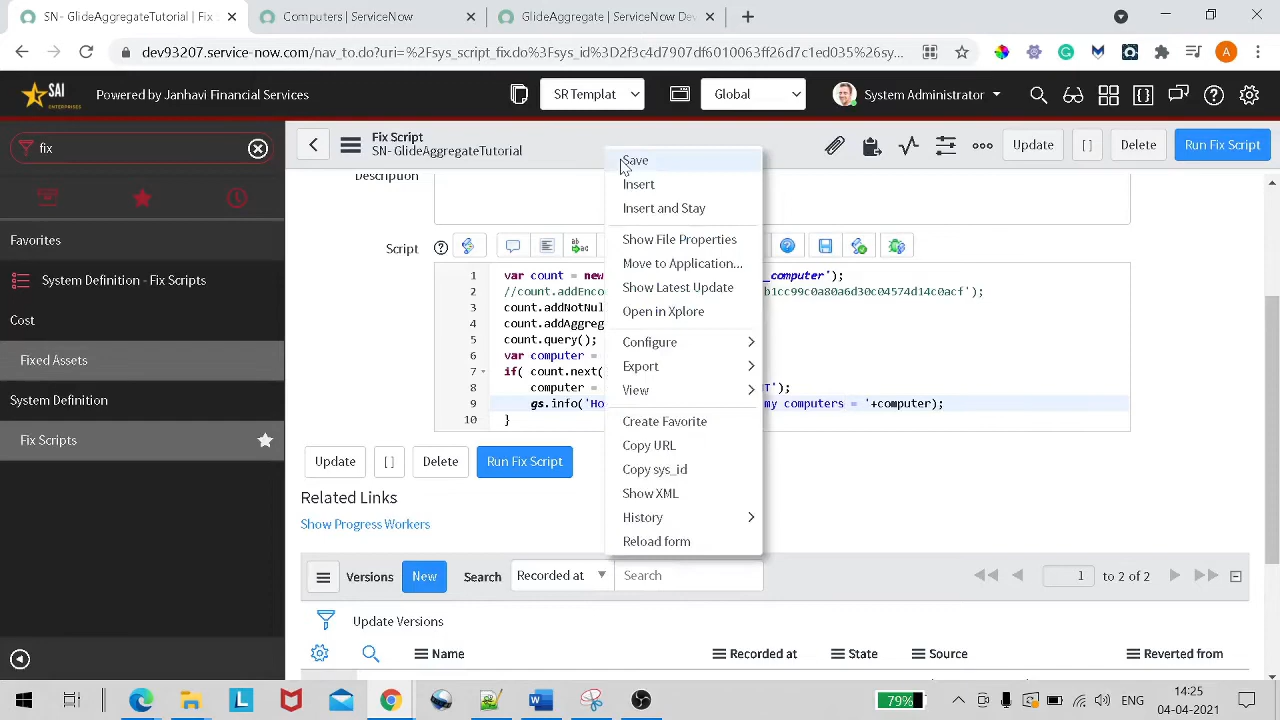 SN-GlideAggregateTutorial | Fix S
Computers | ServiceNow
GlideAggregate | ServiceNow Dev
dev93207.service-now.com/nav_to.do?uri=%2Fsys_script_fix.do%3Fsys_id%3D2f3c4d7907df6010063ff26d7c1ed035%26sy...
A
SAI
ENTERPRISES
Powered by Janhavi Financial Services
SR Templat
Global
System Administrator
fix
Fix Script
SN-GlideAggregateTutorial
Update
[ ]
Delete
Run Fix Script
Favorites
System Definition - Fix Scripts
Cost
Fixed Assets
System Definition
Fix Scripts
Description
Script
1 var count = new _computer');
2 //count.addEnco b1cc99c0a80a6d30c04574d14c0acf');
3 count.addNotNul
4 count.addAggreg
5 count.query();
6 var computer =
7 if( count.next(
8 computer = T');
9 gs.info('Ho my computers = '+computer);
10 }
Save
Insert
Insert and Stay
Show File Properties
Move to Application...
Show Latest Update
Open in Xplore
Configure
Export
View
Create Favorite
Copy URL
Copy sys_id
Show XML
History
Reload form
Update
[ ]
Delete
Run Fix Script
Related Links
Show Progress Workers
Versions
New
Search
Recorded at
Search
1 to 2 of 2
Update Versions
Name
Recorded at
State
Source
Reverted from
79%
ENG
14:25
04-04-2021